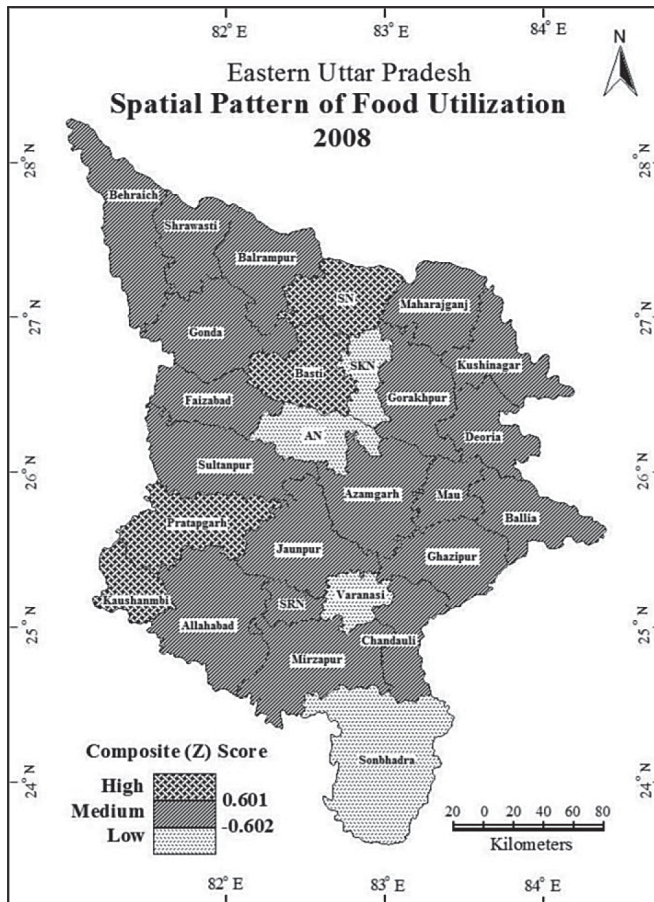 82° E 83° E 84° E
N
Eastern Uttar Pradesh
Spatial Pattern of Food Utilization
2008
28° N 28° N
Behraich
Shrawasti
Balrampur
SN
Maharajganj
27° N 27° N
Gonda
SKN
Kushinagar
Basti
Faizabad
Gorakhpur
AN
Deoria
Sultanpur
26° N 26° N
Azamgarh
Mau
Ballia
Pratapgarh
Jaunpur
Ghazipur
Kaushanmbi
SRN
Varanasi
Allahabad
25° N 25° N
Chandauli
Mirzapur
Sonbhadra
Composite (Z) Score
High
0.601
Medium
-0.602
Low
24° N 24° N
20 0 20 40 60 80
Kilometers
82° E 83° E 84° E